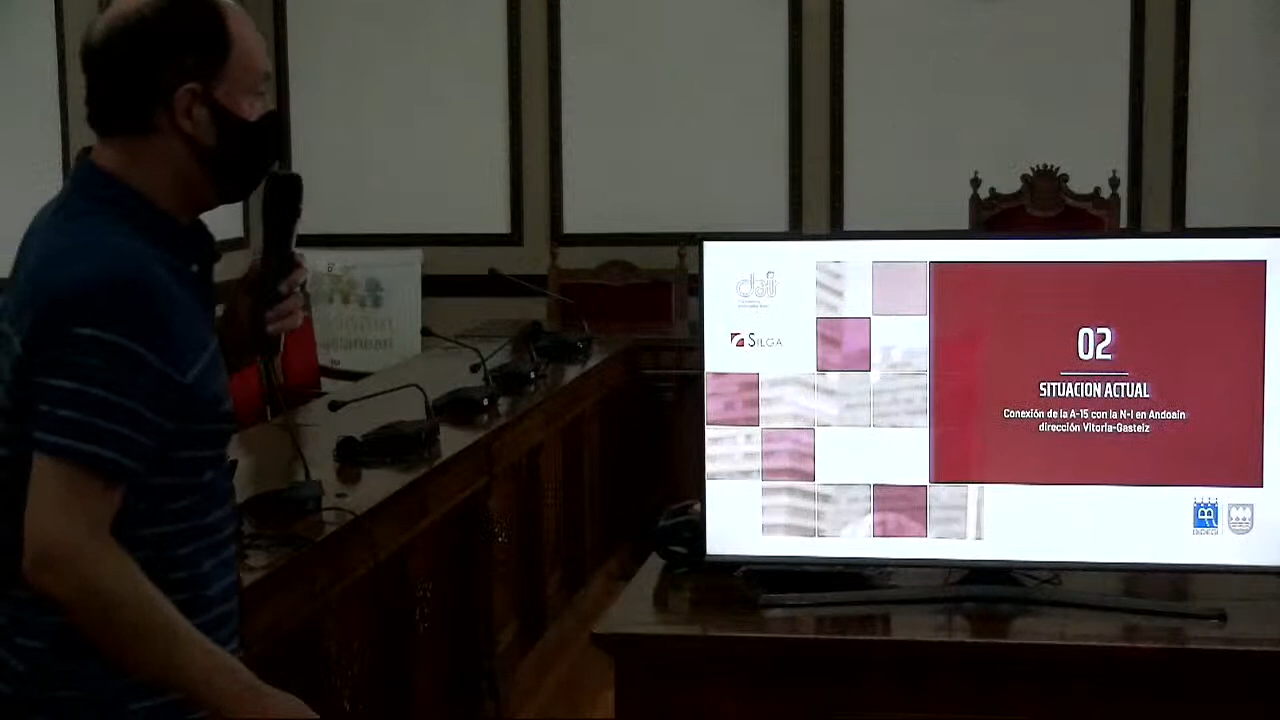 SILGA
02
SITUACION ACTUAL
Conexión de la A-15 con la N-I en Andoain
dirección Vitoria-Gasteiz